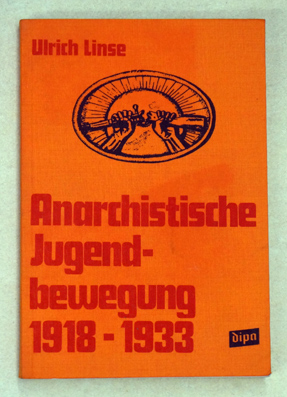 Ulrich Linse
Anarchistische
Jugend-
bewegung
1918 - 1933
dipa